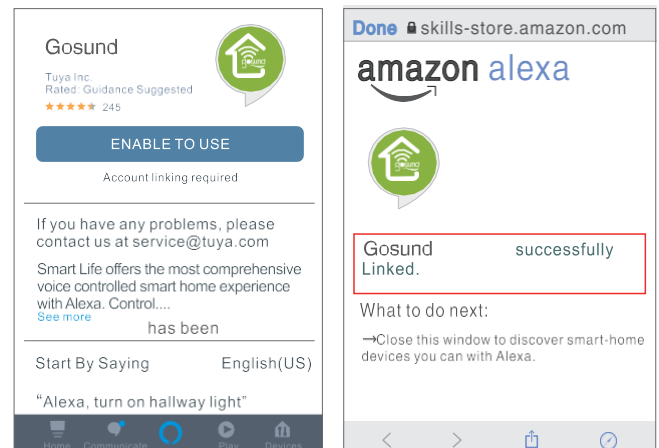 Gosund
gosund
Tuya Inc.
Rated: Guidance Suggested
245
ENABLE TO USE
Account linking required
If you have any problems, please
contact us at service@tuya.com
Smart Life offers the most comprehensive
voice controlled smart home experience
with Alexa. Control....
See more
has been
Start By Saying English(US)
“Alexa, turn on hallway light”
Home Communicate Play Devices
Done skills-store.amazon.com
amazon alexa
gosund
Gosund successfully
Linked.
What to do next:
→Close this window to discover smart-home
devices you can with Alexa.